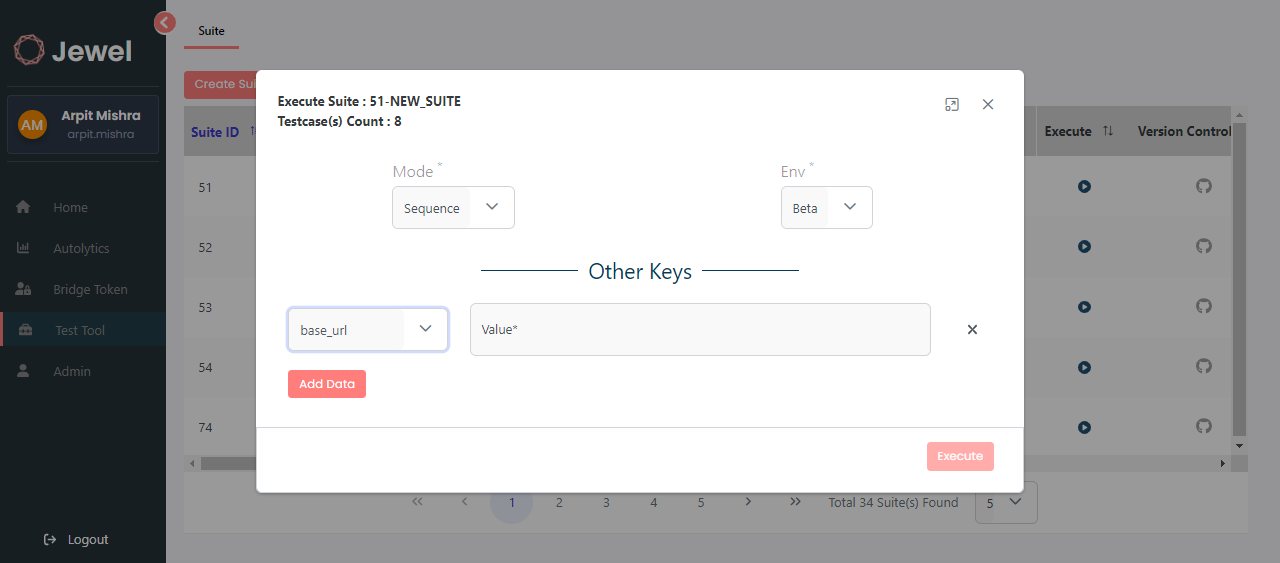 Jewel
AM
Arpit Mishra
arpit.mishra
Home
Autolytics
Bridge Token
Test Tool
Admin
Logout
Suite
Create Sui
Suite ID
Execute
Version Control
51
52
53
54
74
Execute Suite : 51-NEW_SUITE
Testcase(s) Count : 8
Mode *
Env *
Sequence
Beta
Other Keys
base_url
Value*
Add Data
Execute
1 2 3 4 5
Total 34 Suite(s) Found
5